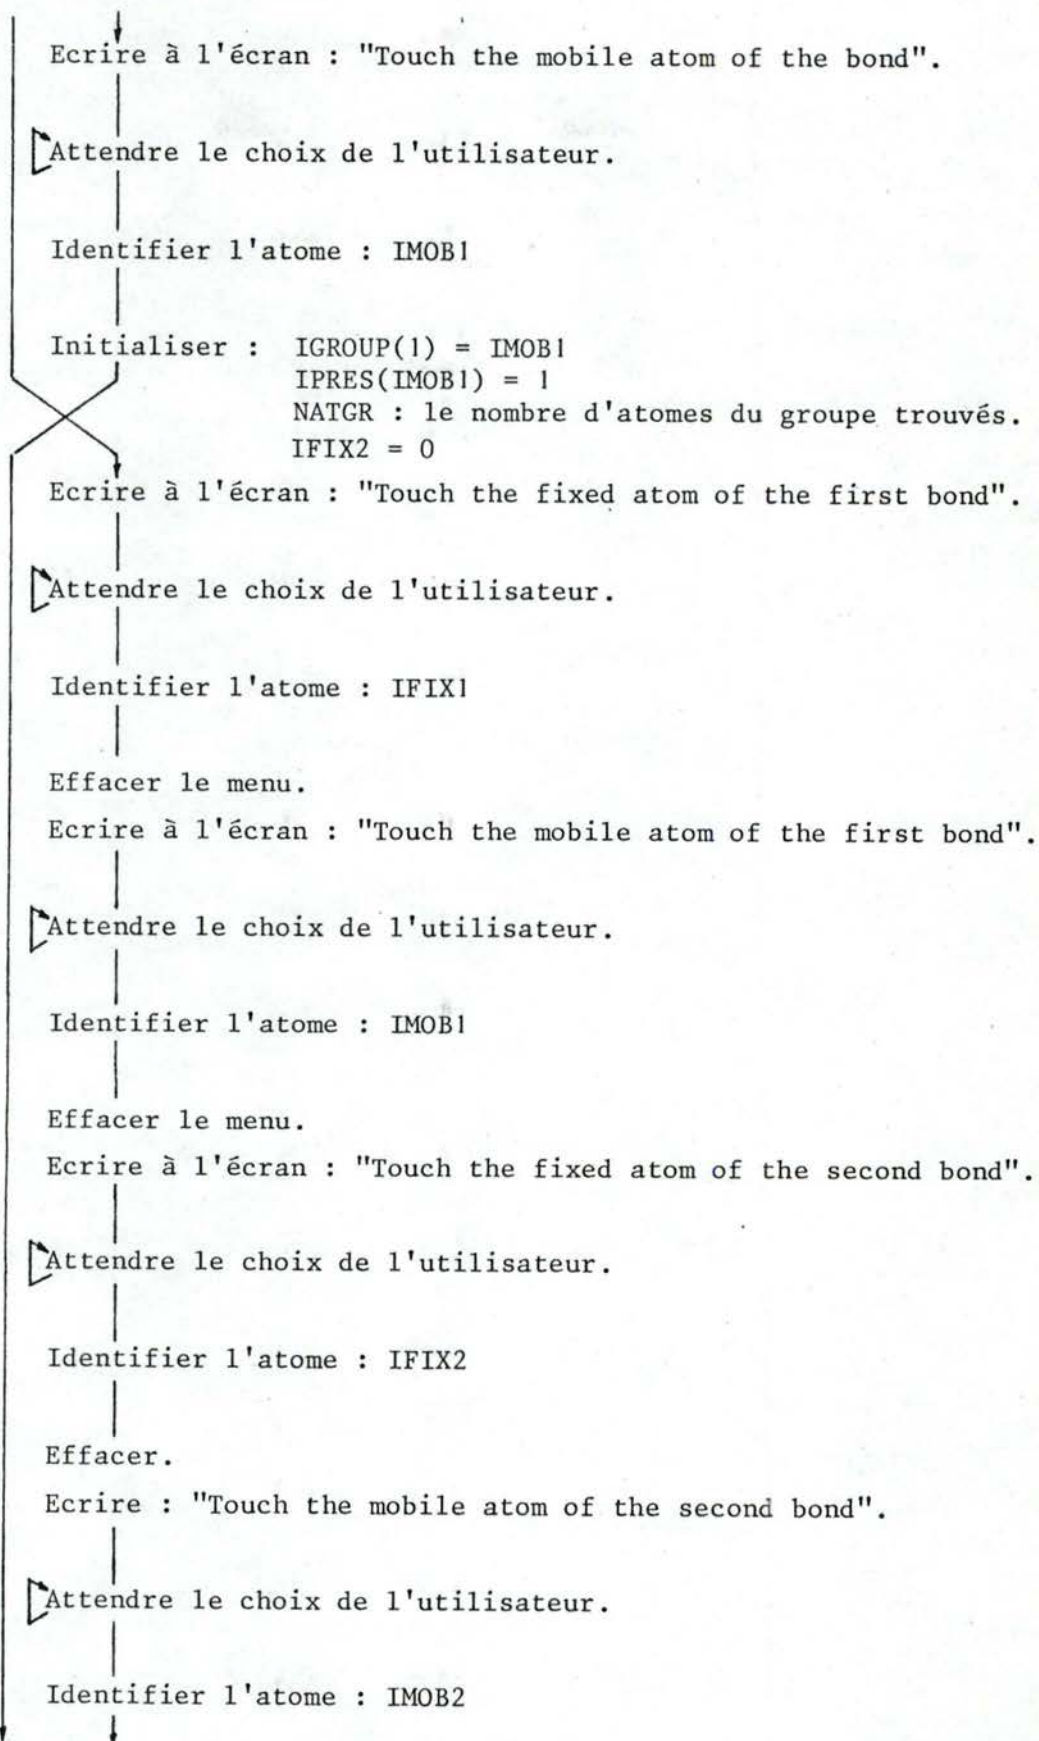 Ecrire à l'écran : "Touch the mobile atom of the bond".
Attendre le choix de l'utilisateur.
Identifier l'atome : IMOB1
Initialiser : IGROUP(1) = IMOB1
IPRES(IMOB1) = 1
NATGR : le nombre d'atomes du groupe trouvés.
IFIX2 = 0
Ecrire à l'écran : "Touch the fixed atom of the first bond".
Attendre le choix de l'utilisateur.
Identifier l'atome : IFIX1
Effacer le menu.
Ecrire à l'écran : "Touch the mobile atom of the first bond".
Attendre le choix de l'utilisateur.
Identifier l'atome : IMOB1
Effacer le menu.
Ecrire à l'écran : "Touch the fixed atom of the second bond".
Attendre le choix de l'utilisateur.
Identifier l'atome : IFIX2
Effacer.
Ecrire : "Touch the mobile atom of the second bond".
Attendre le choix de l'utilisateur.
Identifier l'atome : IMOB2